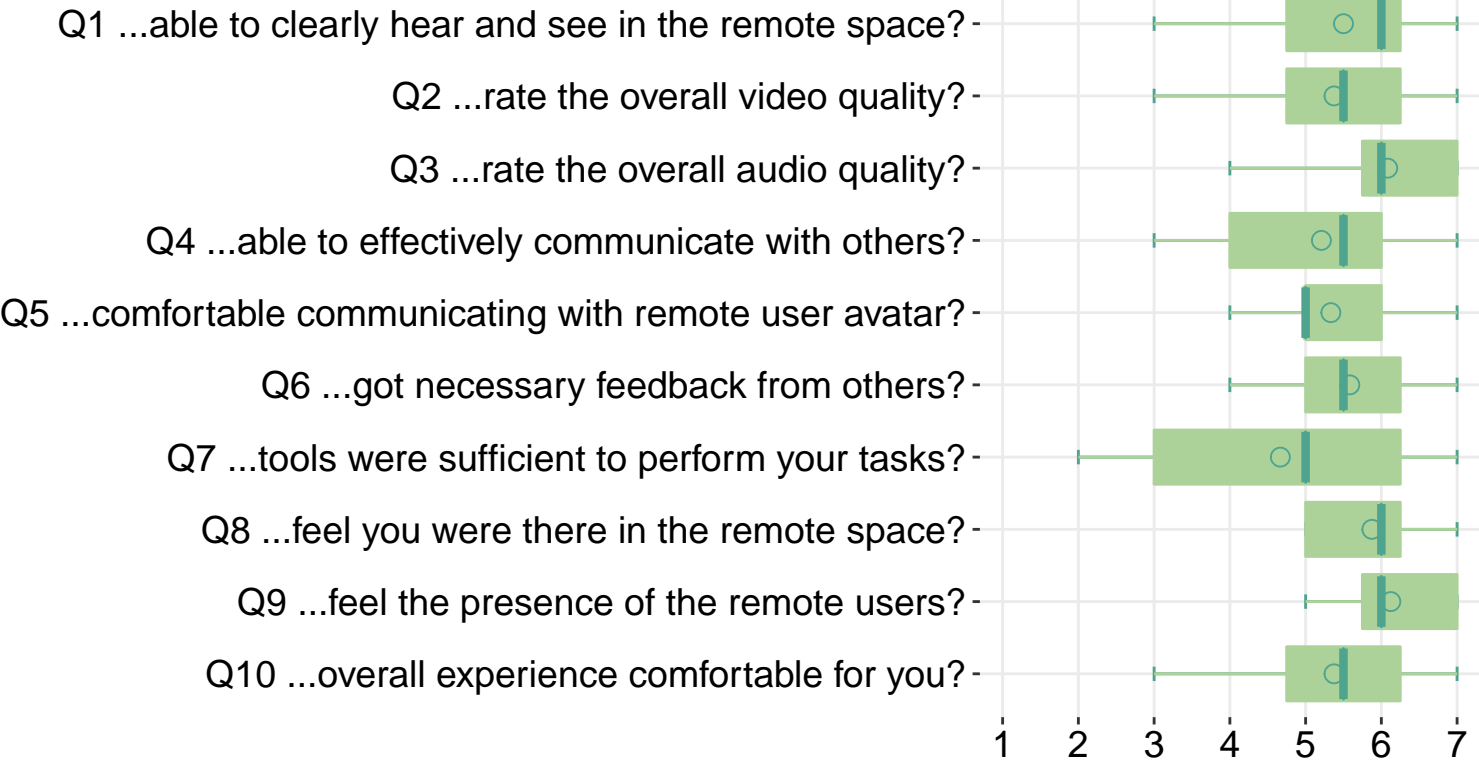 Q1 ...able to clearly hear and see in the remote space?
Q2 ...rate the overall video quality?
Q3 ...rate the overall audio quality?
Q4 ...able to effectively communicate with others?
Q5 ...comfortable communicating with remote user avatar?
Q6 ...got necessary feedback from others?
Q7 ...tools were sufficient to perform your tasks?
Q8 ...feel you were there in the remote space?
Q9 ...feel the presence of the remote users?
Q10 ...overall experience comfortable for you?
1 2 3 4 5 6 7